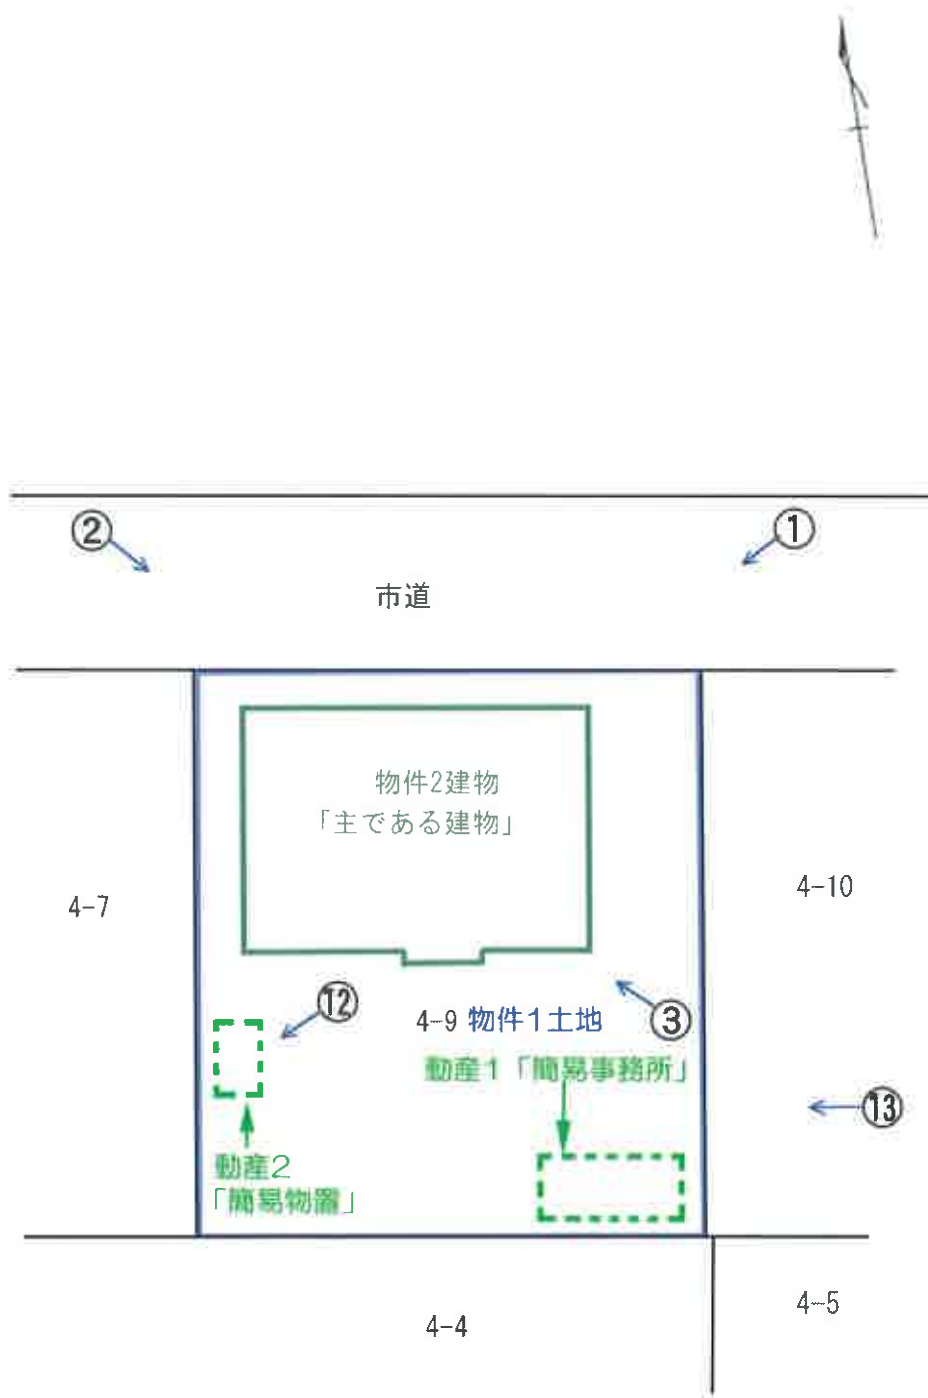 ②
①
市道
物件2建物
「主である建物」
4-7
4-10
⑫
4-9 物件1土地
③
動産1「簡易事務所」
⑬
動産2
「簡易物置」
4-5
4-4